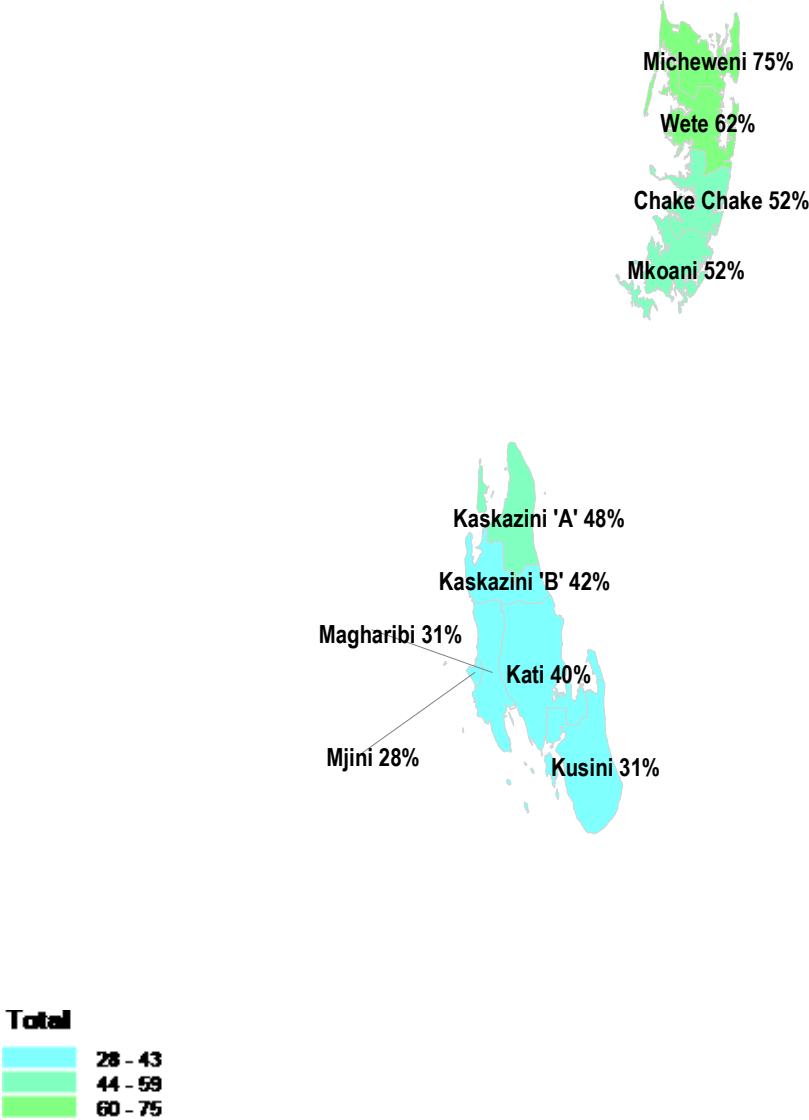 Micheweni 75%
Wete 62%
Chake Chake 52%
Mkoani 52%
Kaskazini 'A' 48%
Kaskazini 'B' 42%
Magharibi 31%
Kati 40%
Mjini 28%
Kusini 31%
Total
28 - 43
44 - 59
60 - 75